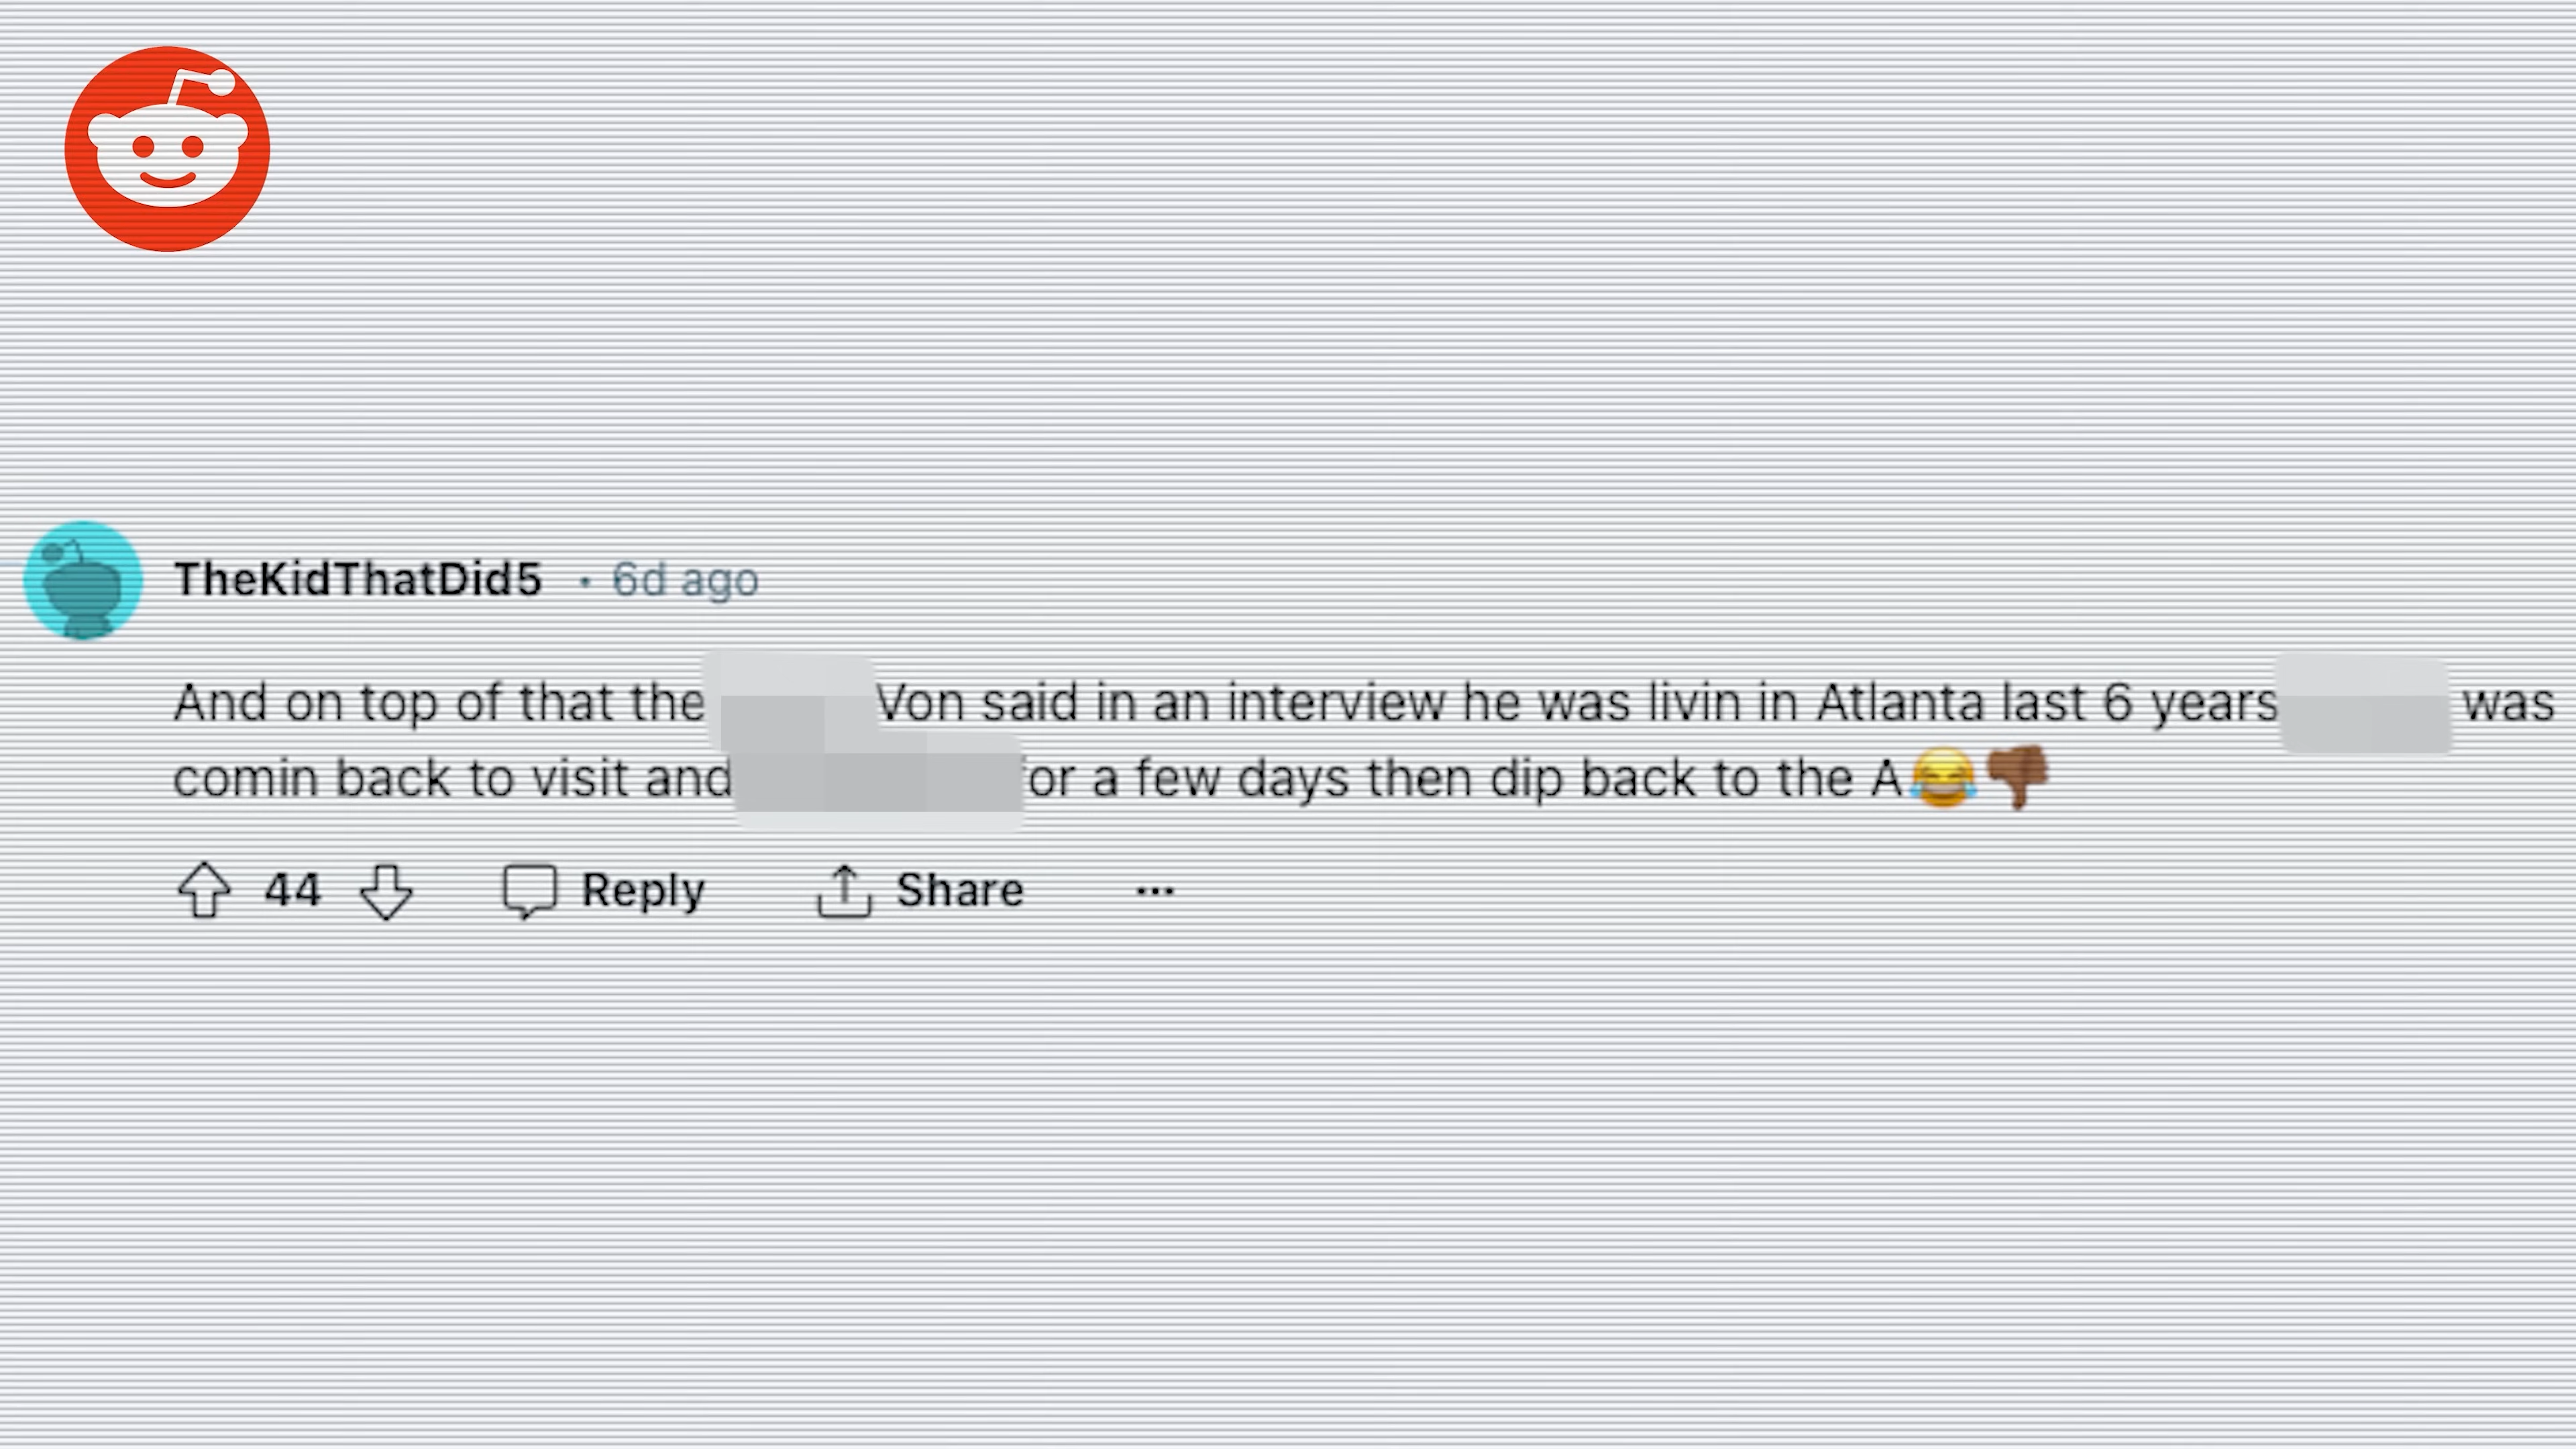 TheKidThatDid5 • 6d ago
And on top of that the Von said in an interview he was livin in Atlanta last 6 years was
comin back to visit and for a few days then dip back to the A😂👎🏾
44 Reply Share ...